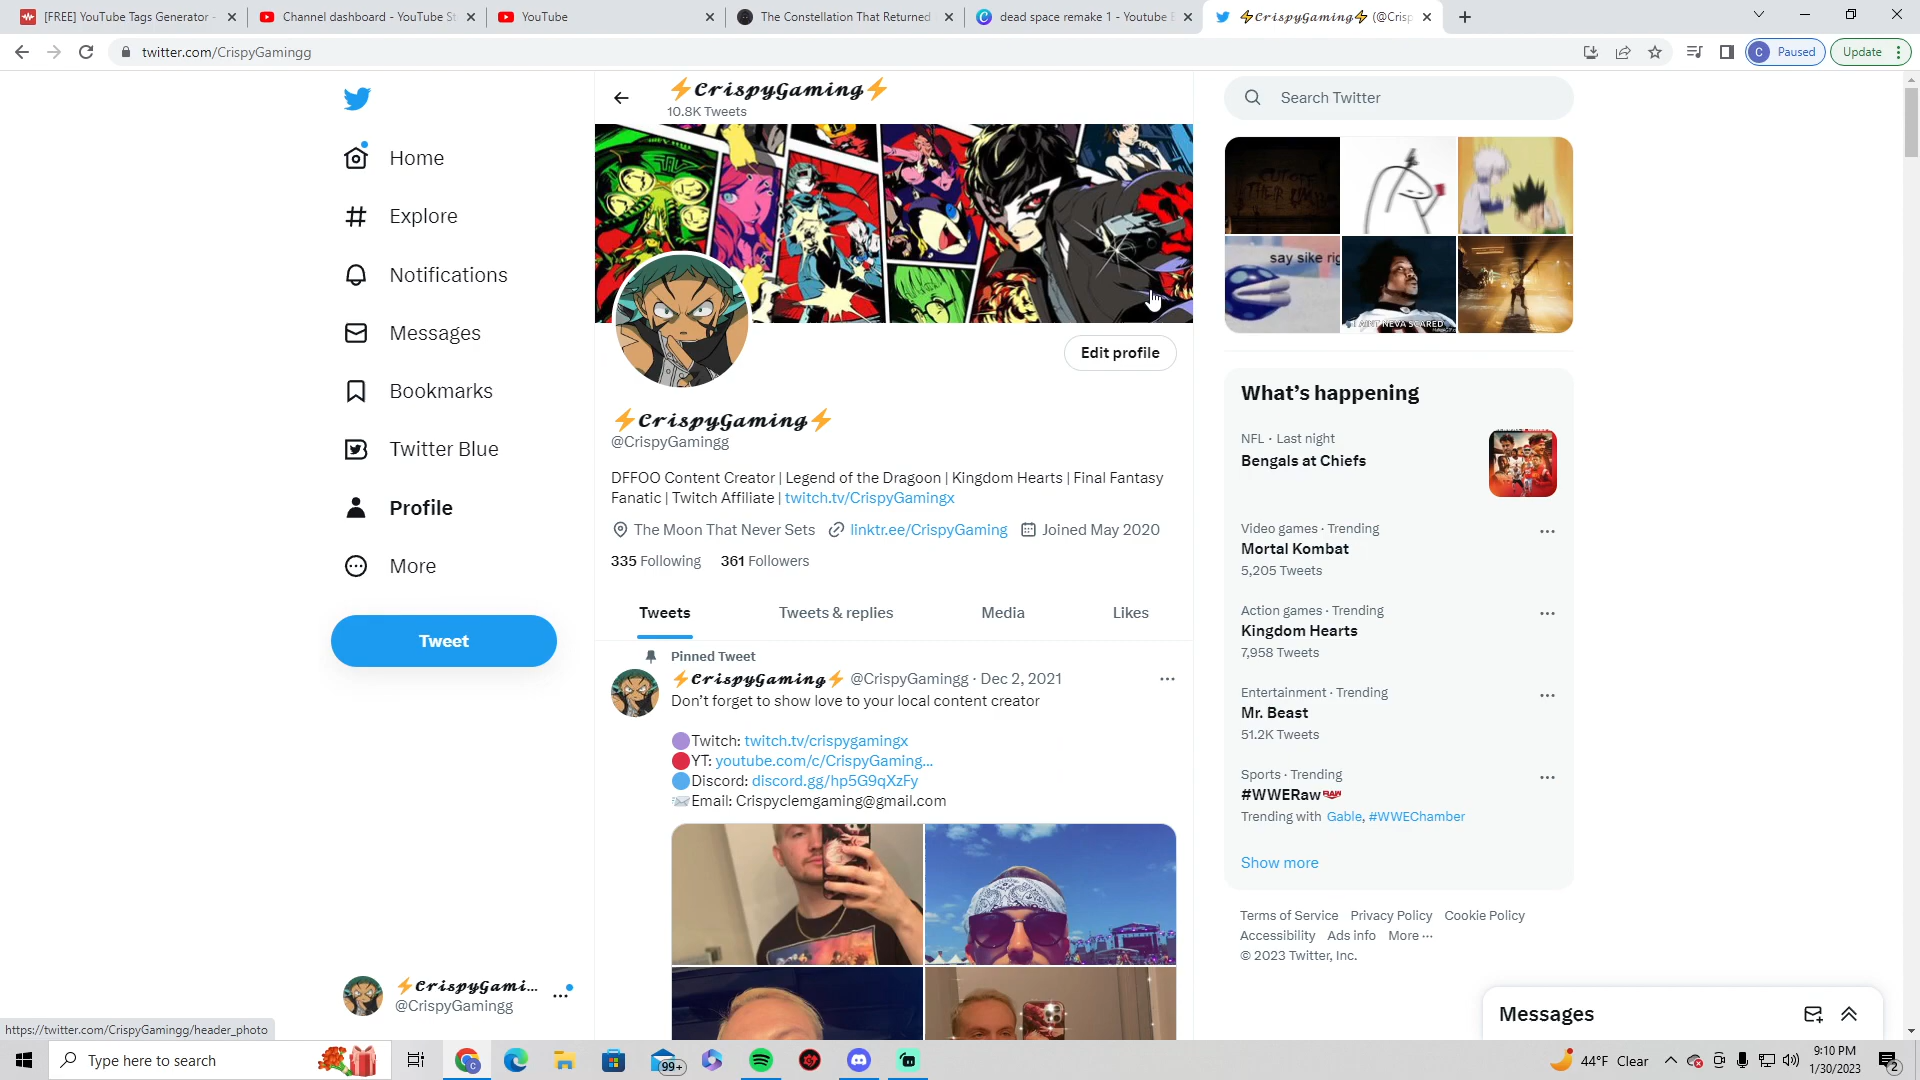 [FREE] YouTube Tags Generator -
Channel dashboard - YouTube St
YouTube
The Constellation That Returned
dead space remake 1 - Youtube
⚡𝓒𝓻𝓲𝓼𝓹𝔂𝓖𝓪𝓶𝓲𝓷𝓰⚡ (@Crisp
twitter.com/CrispyGamingg
C Paused
Update
⚡𝓒𝓻𝓲𝓼𝓹𝔂𝓖𝓪𝓶𝓲𝓷𝓰⚡
10.8K Tweets
Home
Explore
Notifications
Messages
Bookmarks
Twitter Blue
Profile
More
Tweet
⚡𝓒𝓻𝓲𝓼𝓹𝔂𝓖𝓪𝓶𝓲...
@CrispyGamingg
https://twitter.com/CrispyGamingg/header_photo
Edit profile
⚡𝓒𝓻𝓲𝓼𝓹𝔂𝓖𝓪𝓶𝓲𝓷𝓰⚡
@CrispyGamingg
DFFOO Content Creator | Legend of the Dragoon | Kingdom Hearts | Final Fantasy
Fanatic | Twitch Affiliate | twitch.tv/CrispyGamingx
The Moon That Never Sets linktr.ee/CrispyGaming Joined May 2020
335 Following 361 Followers
Tweets Tweets & replies Media Likes
Pinned Tweet
⚡𝓒𝓻𝓲𝓼𝓹𝔂𝓖𝓪𝓶𝓲𝓷𝓰⚡ @CrispyGamingg · Dec 2, 2021
Don’t forget to show love to your local content creator
🟣Twitch: twitch.tv/crispygamingx
🔴YT: youtube.com/c/CrispyGaming...
🔵Discord: discord.gg/hp5G9qXzFy
📨Email: Crispyclemgaming@gmail.com
Search Twitter
say sike rig
I AINT NEVA SCARED
What’s happening
NFL · Last night
Bengals at Chiefs
Video games · Trending
Mortal Kombat
5,205 Tweets
Action games · Trending
Kingdom Hearts
7,958 Tweets
Entertainment · Trending
Mr. Beast
51.2K Tweets
Sports · Trending
#WWERaw
Trending with Gable, #WWEChamber
Show more
Terms of Service Privacy Policy Cookie Policy
Accessibility Ads info More ···
© 2023 Twitter, Inc.
Messages
Type here to search
99+
44°F Clear
9:10 PM
1/30/2023
2